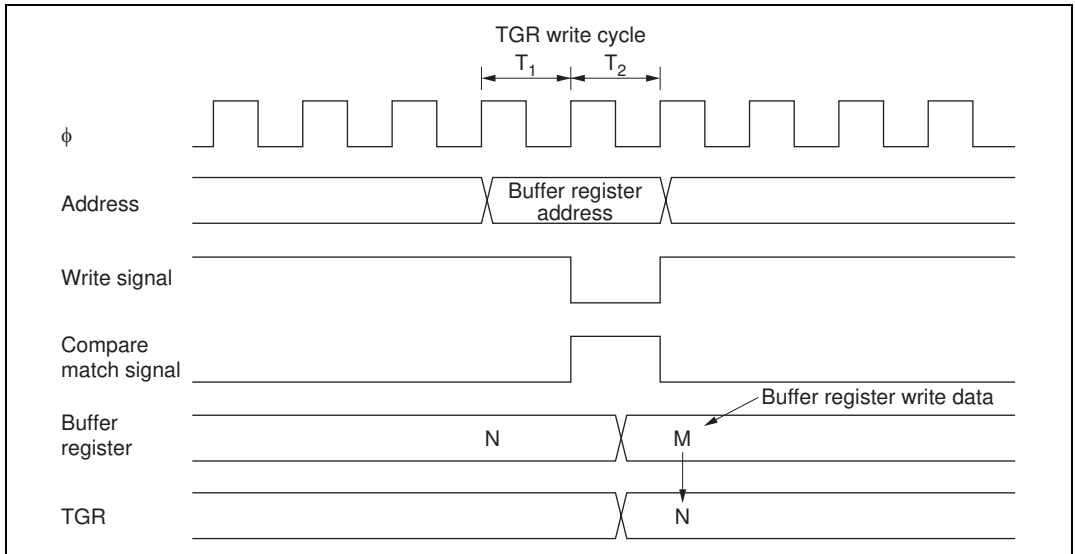 TGR write cycle
T1 T2
ϕ
Address
Buffer register
address
Write signal
Compare
match signal
Buffer register write data
Buffer
register
N M
TGR
N